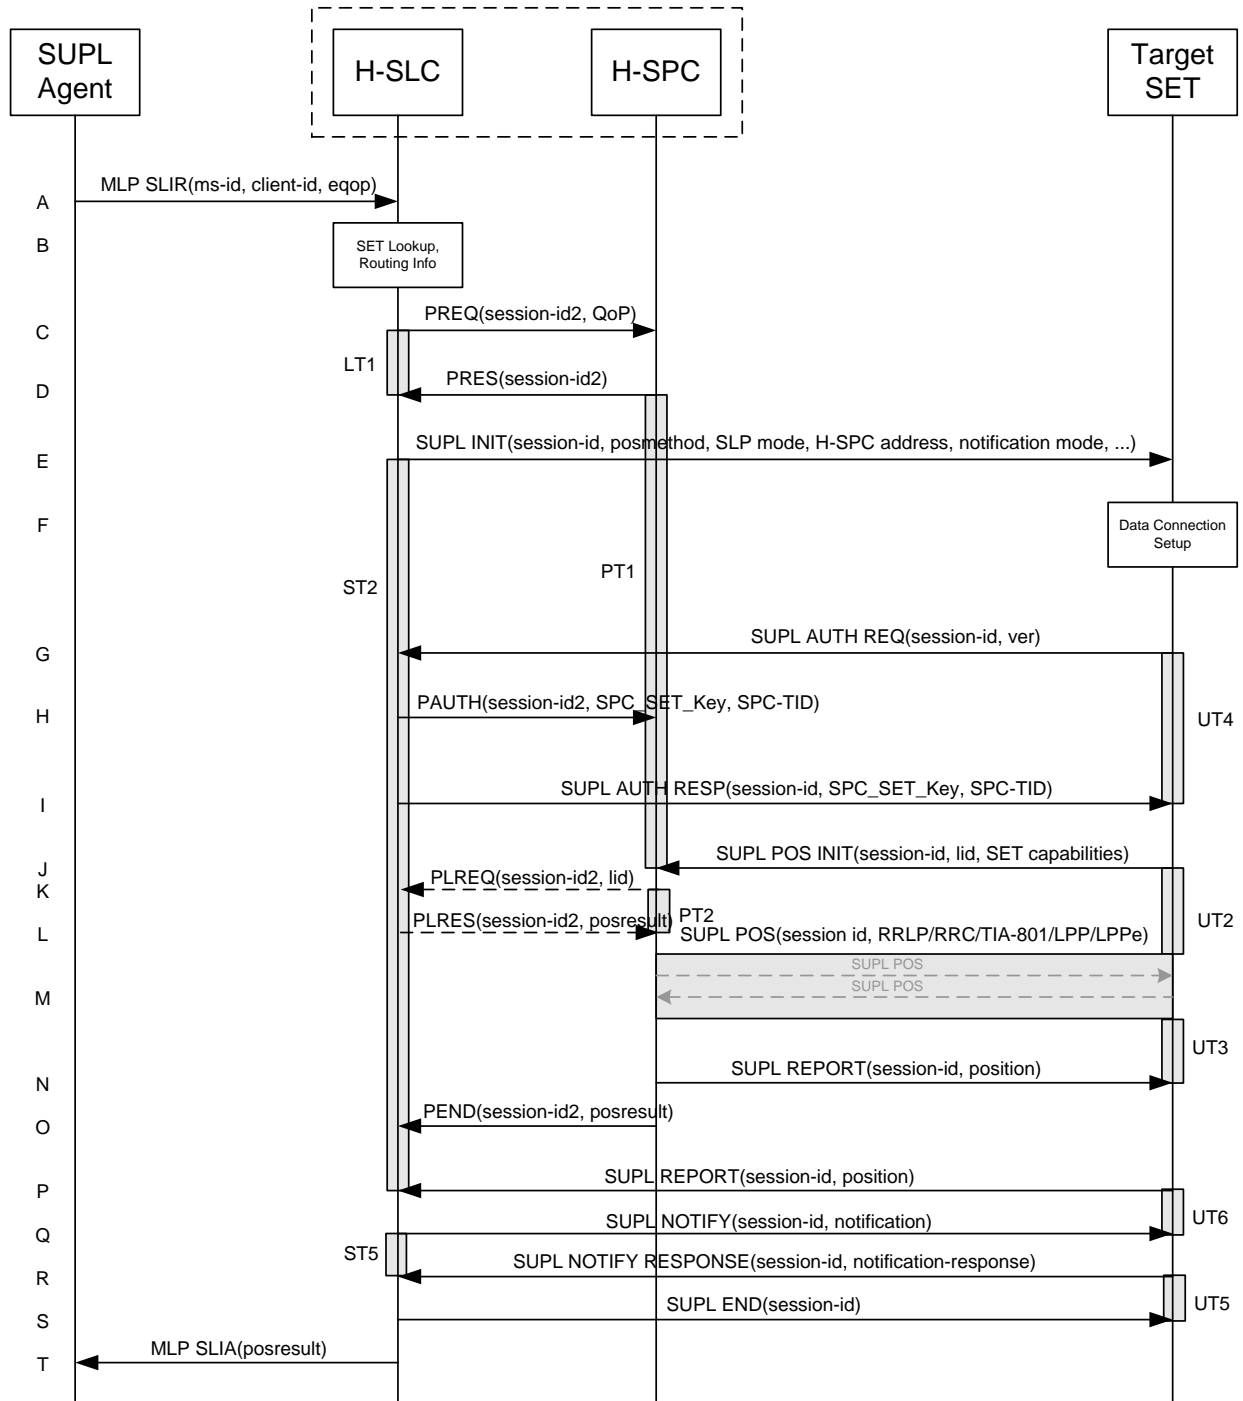 SUPL
Agent
H-SLC
H-SPC
Target
SET
A
MLP SLIR(ms-id, client-id, eqop)
B
SET Lookup,
Routing Info
C
PREQ(session-id2, QoP)
LT1
D
PRES(session-id2)
E
SUPL INIT(session-id, posmethod, SLP mode, H-SPC address, notification mode, ...)
F
Data Connection
Setup
PT1
ST2
G
SUPL AUTH REQ(session-id, ver)
H
PAUTH(session-id2, SPC_SET_Key, SPC-TID)
UT4
I
SUPL AUTH RESP(session-id, SPC_SET_Key, SPC-TID)
J
SUPL POS INIT(session-id, lid, SET capabilities)
K
PLREQ(session-id2, lid)
L
PLRES(session-id2, posresult)
PT2
UT2
SUPL POS(session id, RRLP/RRC/TIA-801/LPP/LPPe)
SUPL POS
SUPL POS
M
UT3
N
SUPL REPORT(session-id, position)
O
PEND(session-id2, posresult)
P
SUPL REPORT(session-id, position)
Q
SUPL NOTIFY(session-id, notification)
UT6
ST5
R
SUPL NOTIFY RESPONSE(session-id, notification-response)
S
SUPL END(session-id)
UT5
T
MLP SLIA(posresult)